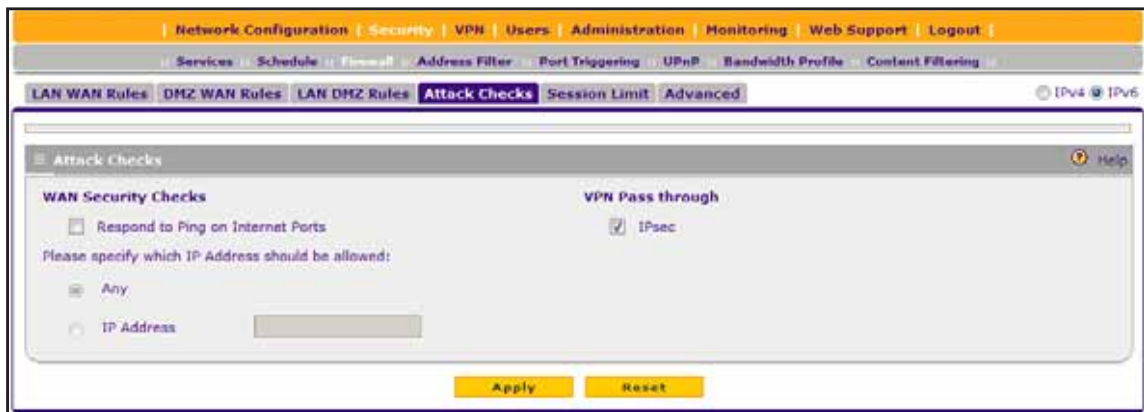 Network Configuration | Security | VPN | Users | Administration | Monitoring | Web Support | Logout
Services Schedule Firewall Address Filter Port Triggering UPnP Bandwidth Profile Content Filtering
LAN WAN Rules DMZ WAN Rules LAN DMZ Rules Attack Checks Session Limit Advanced IPv4 IPv6
Attack Checks Help
WAN Security Checks VPN Pass through
Respond to Ping on Internet Ports IPsec
Please specify which IP Address should be allowed:
Any
IP Address
Apply Reset